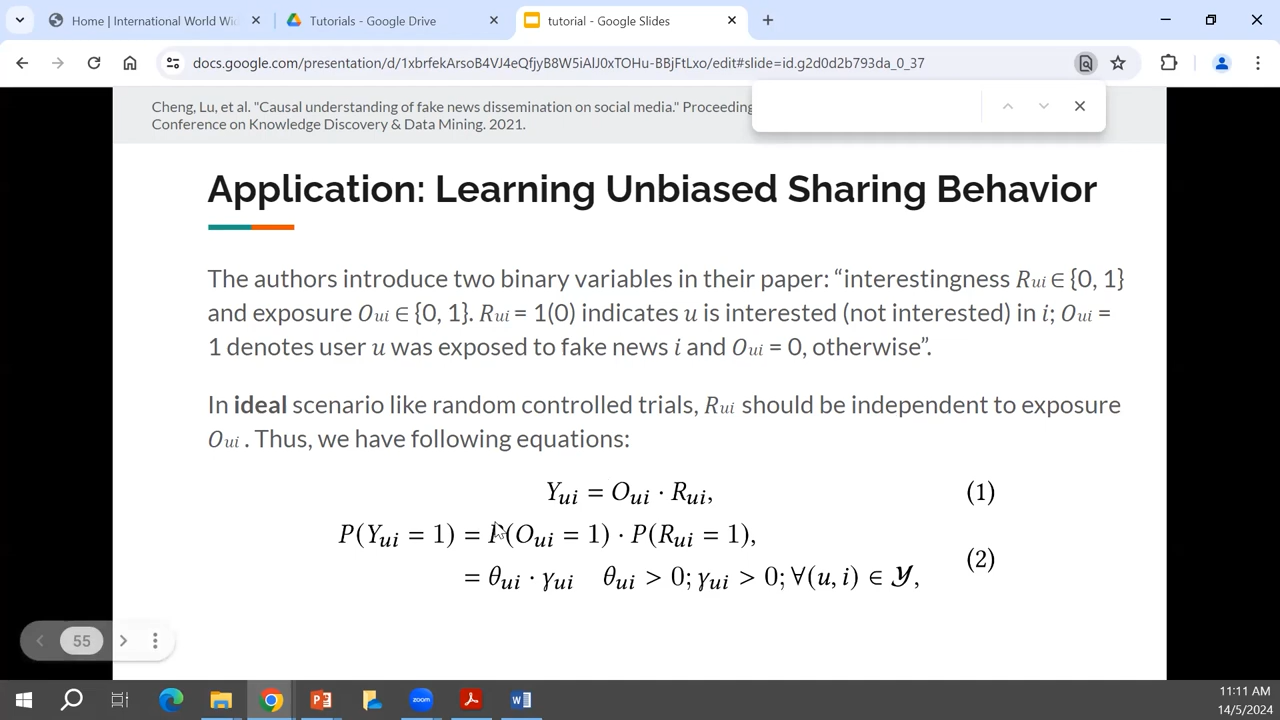 Home | International World Wid
Tutorials - Google Drive
tutorial - Google Slides
docs.google.com/presentation/d/1xbrfekArsrB4VJ4eQfjyB8W5iAlJ0xTOHu-BBjFtLxo/edit#slide=id.g2d0d2b793da_0_37
Cheng, Lu, et al. "Causal understanding of fake news dissemination on social media." Proceeding
Conference on Knowledge Discovery & Data Mining. 2021.
Application: Learning Unbiased Sharing Behavior
The authors introduce two binary variables in their paper: “interestingness Rui ∈ {0, 1}
and exposure Oui ∈ {0, 1}. Rui = 1(0) indicates u is interested (not interested) in i; Oui =
1 denotes user u was exposed to fake news i and Oui = 0, otherwise”.
In ideal scenario like random controlled trials, Rui should be independent to exposure
Oui . Thus, we have following equations:
Yui = Oui · Rui, (1)
P(Yui = 1) = P(Oui = 1) · P(Rui = 1),
= θui · γui θui > 0; γui > 0; ∀(u, i) ∈ 𝒴, (2)
55
zoom
11:11 AM
14/5/2024